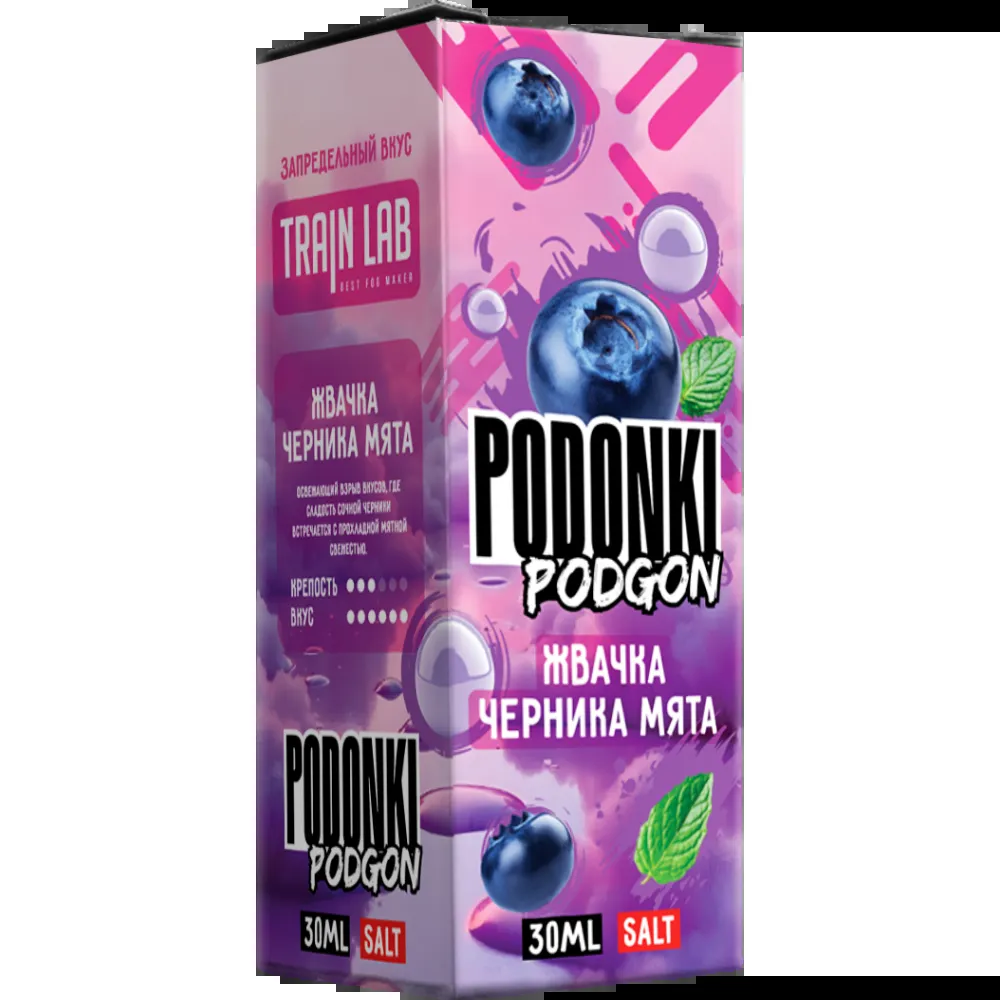 ЗАПРЕДЕЛЬНЫЙ ВКУС
TRAIN LAB
BEST FOR MAKER
ЖВАЧКА
ЧЕРНИКА МЯТА
ОСВЕЖАЮЩИЙ ВЗРЫВ ВКУСОВ, ГДЕ
СЛАДОСТЬ СОЧНОЙ ЧЕРНИКИ
ВСТРЕЧАЕТСЯ С ПРОХЛАДНОЙ МЯТНОЙ
СВЕЖЕСТЬЮ.
КРЕПОСТЬ
ВКУС
PODONKI
PODGON
30ML SALT
PODONKI
PODGON
ЖВАЧКА
ЧЕРНИКА МЯТА
30ML SALT